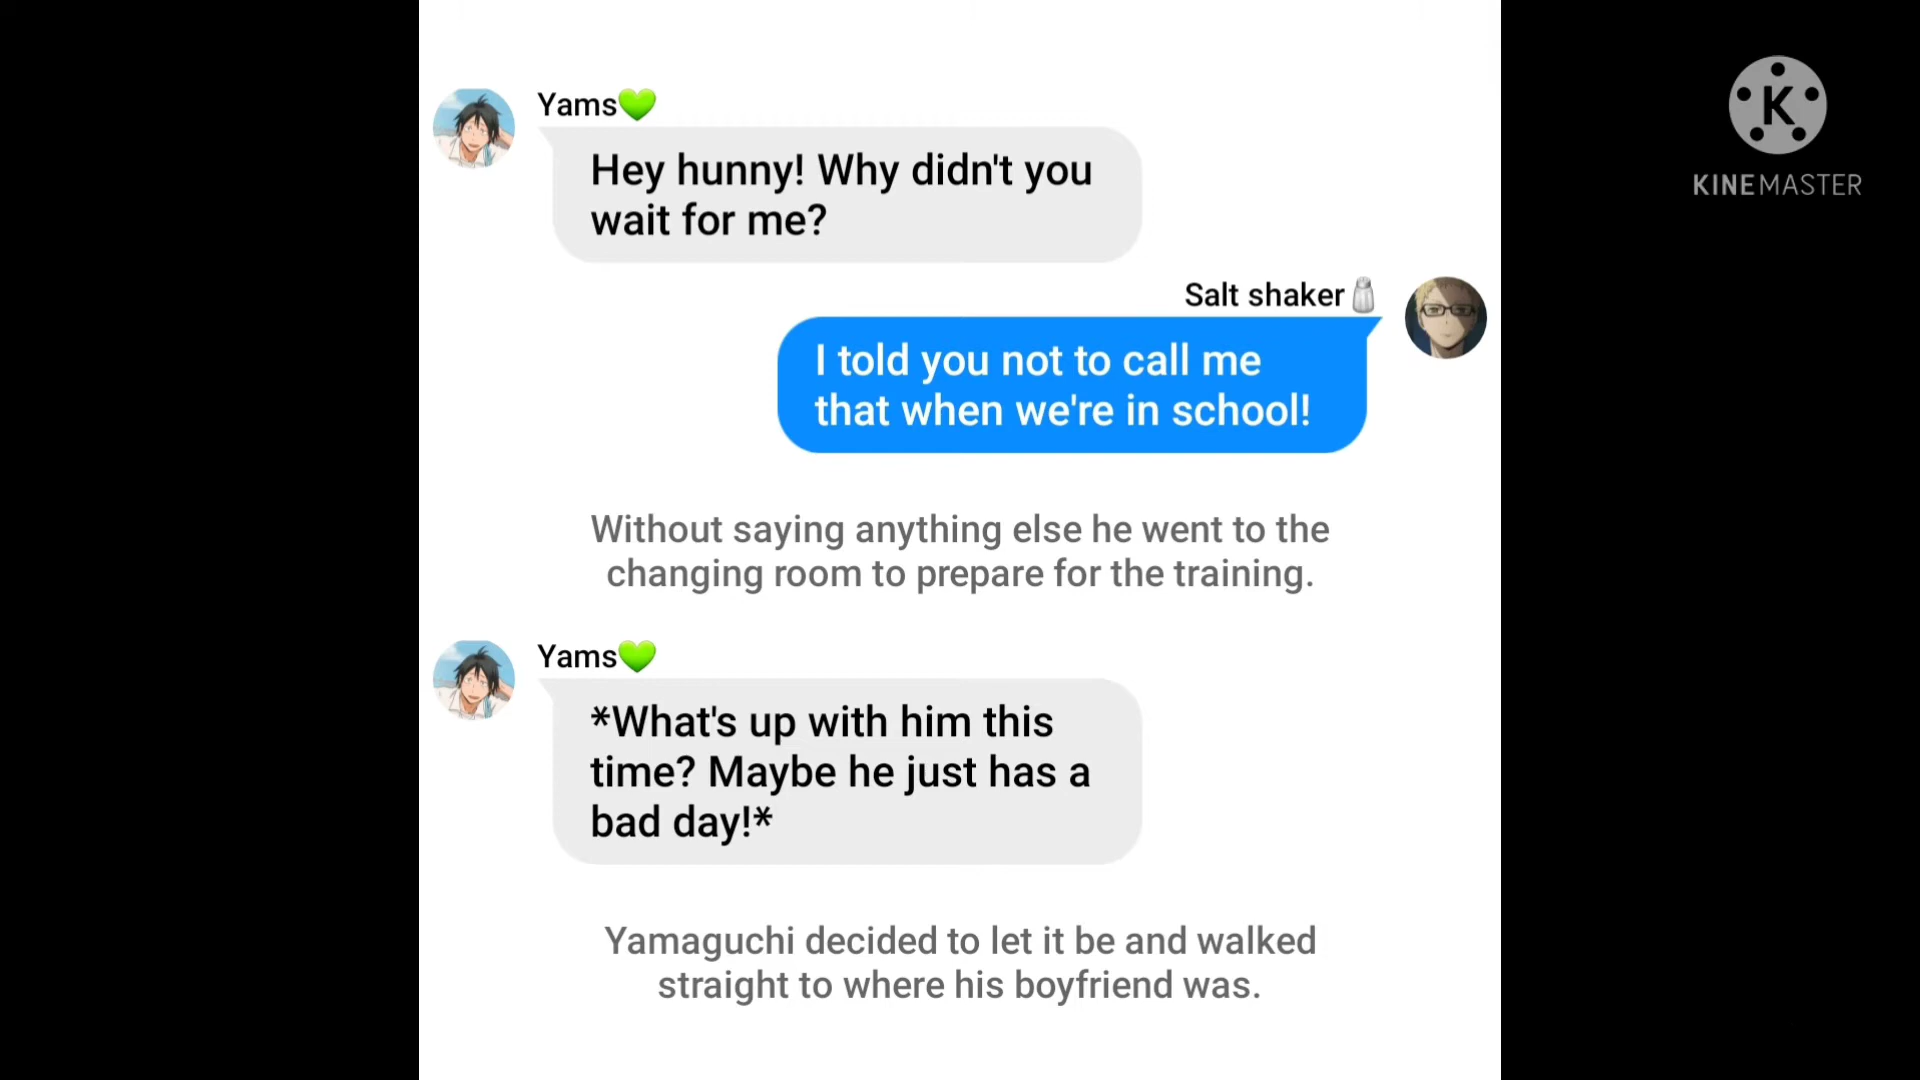 Yams💚
Hey hunny! Why didn't you
wait for me?
Salt shaker🧂
I told you not to call me
that when we're in school!
Without saying anything else he went to the
changing room to prepare for the training.
Yams💚
*What's up with him this
time? Maybe he just has a
bad day!*
Yamaguchi decided to let it be and walked
straight to where his boyfriend was.
K
KINEMASTER